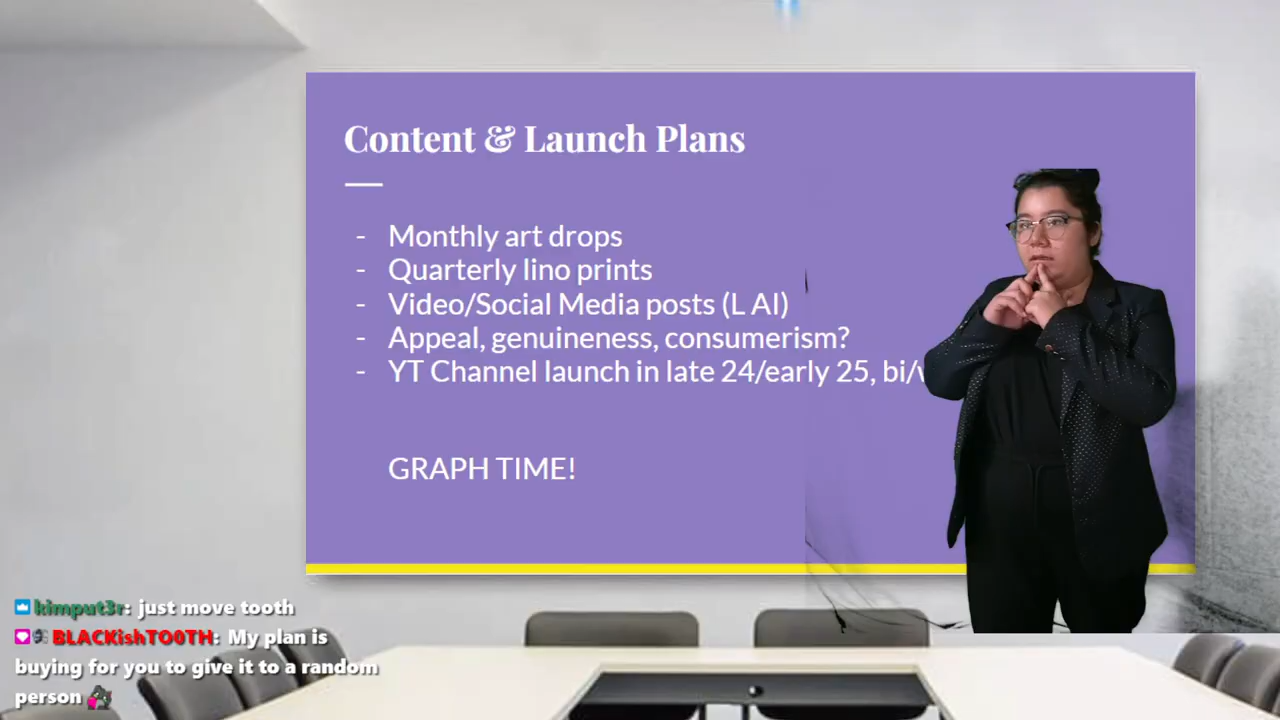 Content & Launch Plans
- Monthly art drops
- Quarterly lino prints
- Video/Social Media posts (L AI)
- Appeal, genuineness, consumerism?
- YT Channel launch in late 24/early 25,
GRAPH TIME!
kimput3r: just move tooth
BLACKishTO0TH: My plan is
buying for you to give it to a random
person